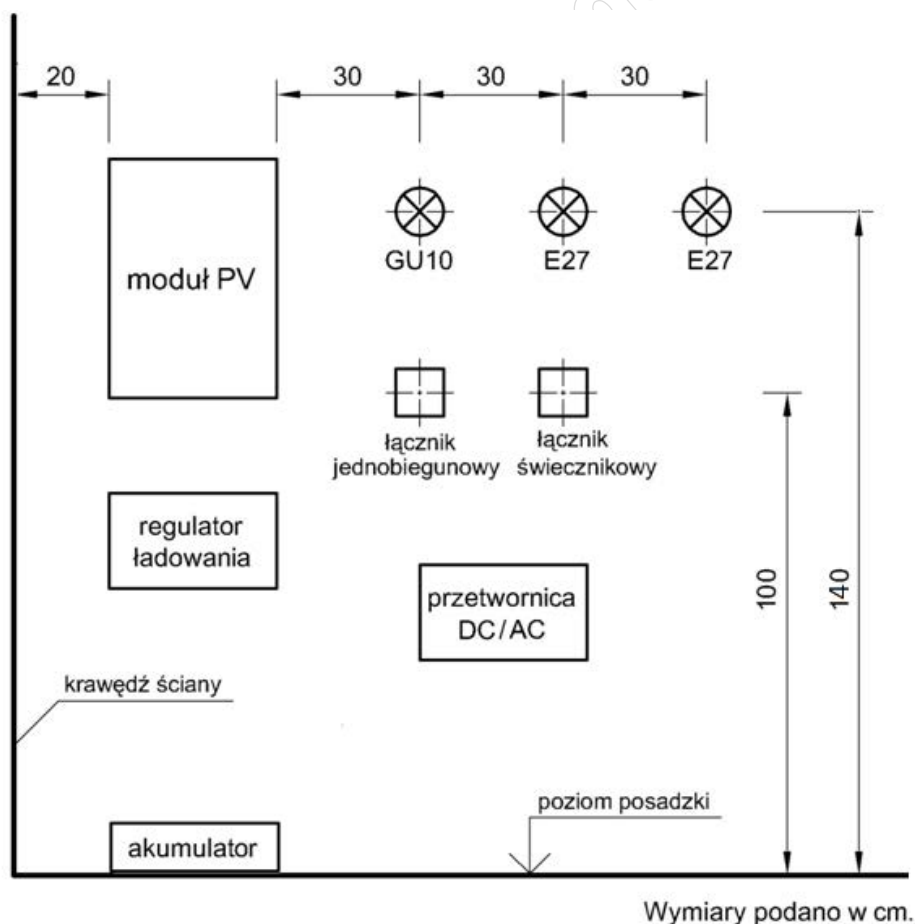 20
30
30
30
moduł PV
GU10
E27
E27
łącznik
jednobiegunowy
łącznik
świecznikowy
regulator
ładowania
przetwornica
DC/AC
100
140
krawędź ściany
poziom posadzki
akumulator
Wymiary podano w cm.